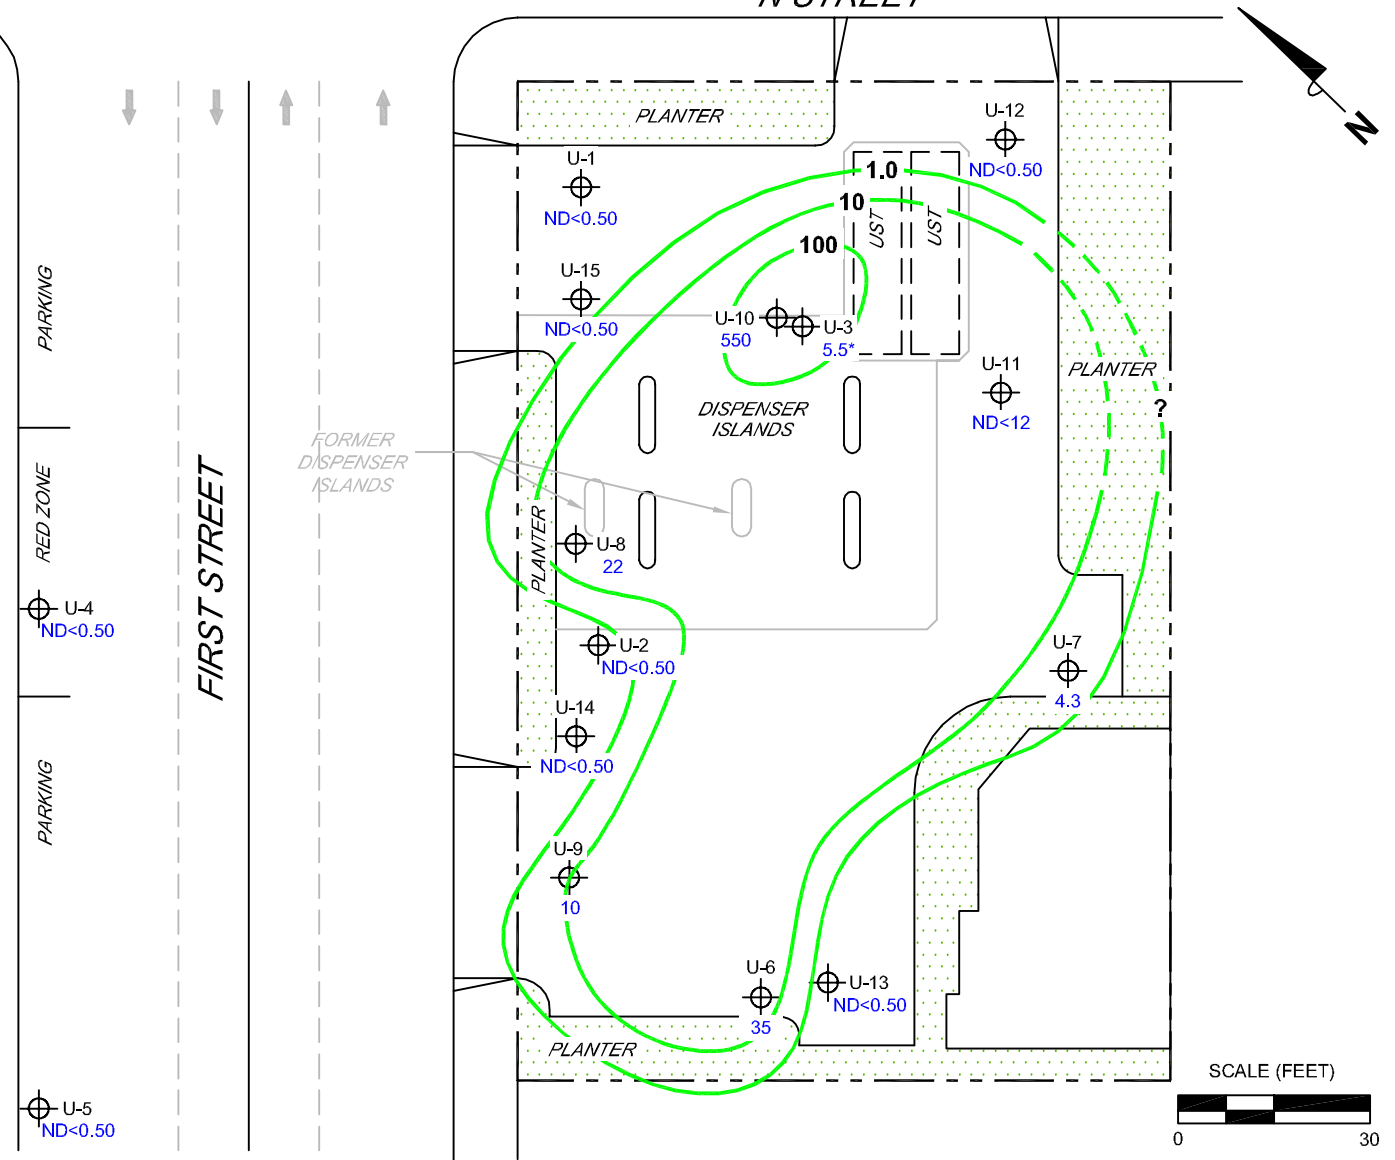 N STREET
N
PLANTER
U-12
ND<0.50
U-1
ND<0.50
1.0
10
UST
UST
100
U-15
ND<0.50
U-10
550
U-3
5.5*
PARKING
U-11
ND<12
PLANTER
?
DISPENSER
ISLANDS
FORMER
DISPENSER
ISLANDS
RED ZONE
FIRST STREET
PLANTER
U-8
22
U-4
ND<0.50
U-2
ND<0.50
U-7
4.3
U-14
ND<0.50
PARKING
U-9
10
U-6
35
U-13
ND<0.50
PLANTER
U-5
ND<0.50
SCALE (FEET)
0
30